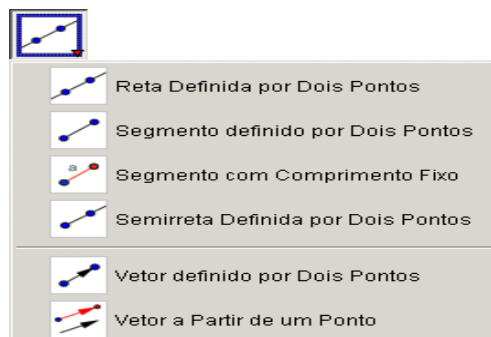 Reta Definida por Dois Pontos
Segmento definido por Dois Pontos
a
Segmento com Comprimento Fixo
Semirreta Definida por Dois Pontos
Vetor definido por Dois Pontos
Vetor a Partir de um Ponto